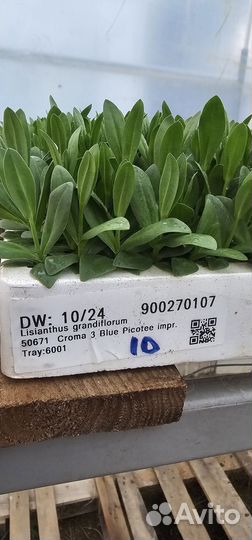 DW: 10/24 900270107
Lisianthus grandiflorum
50671 Croma 3 Blue Picotee impr.
Tray:6001
10
Avito